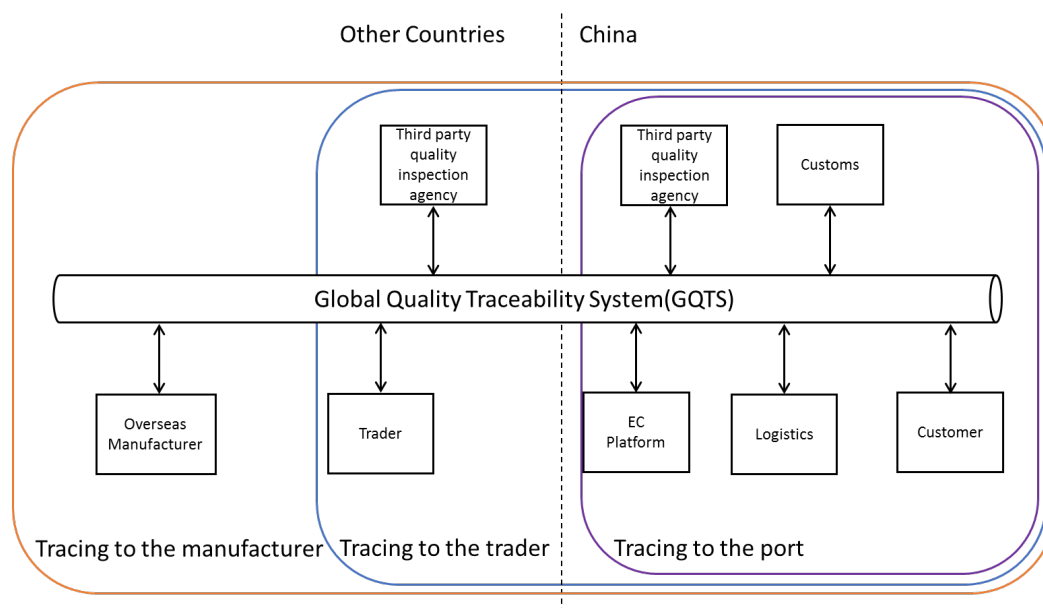 Other Countries
China
Third party
quality
inspection
agency
Third party
quality
inspection
agency
Customs
Global Quality Traceability System(GQTS)
Overseas
Manufacturer
Trader
EC
Platform
Logistics
Customer
Tracing to the manufacturer
Tracing to the trader
Tracing to the port